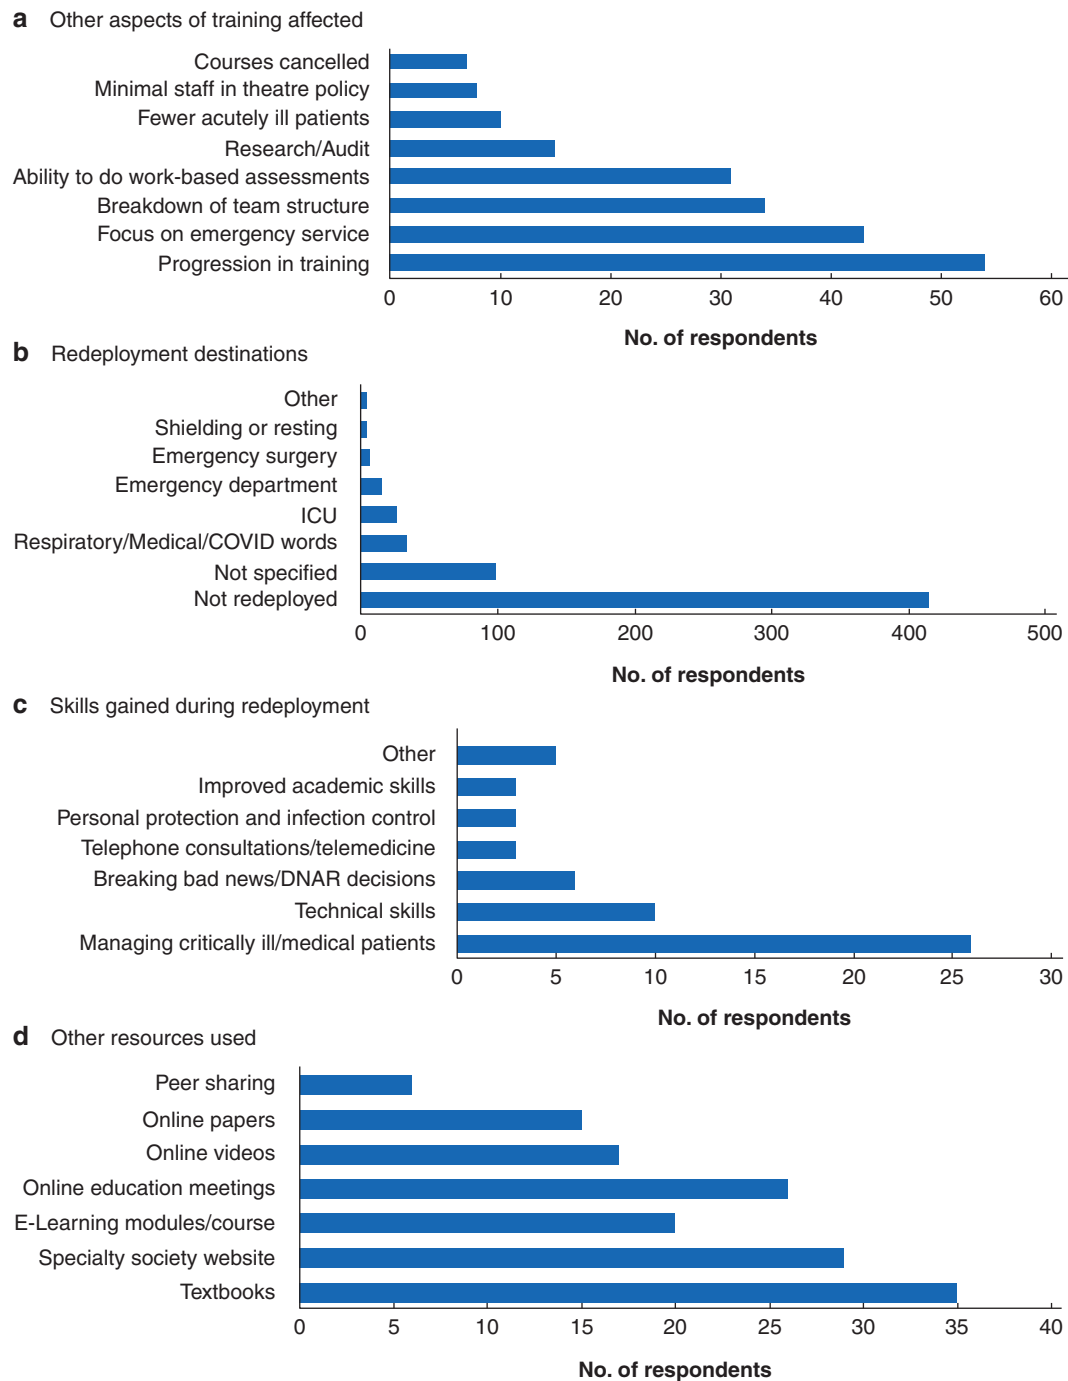 a Other aspects of training affected
Courses cancelled
Minimal staff in theatre policy
Fewer acutely ill patients
Research/Audit
Ability to do work-based assessments
Breakdown of team structure
Focus on emergency service
Progression in training
0 10 20 30 40 50 60
No. of respondents
b Redeployment destinations
Other
Shielding or resting
Emergency surgery
Emergency department
ICU
Respiratory/Medical/COVID words
Not specified
Not redeployed
0 100 200 300 400 500
No. of respondents
c Skills gained during redeployment
Other
Improved academic skills
Personal protection and infection control
Telephone consultations/telemedicine
Breaking bad news/DNAR decisions
Technical skills
Managing critically ill/medical patients
0 5 10 15 20 25 30
No. of respondents
d Other resources used
Peer sharing
Online papers
Online videos
Online education meetings
E-Learning modules/course
Specialty society website
Textbooks
0 5 10 15 20 25 30 35 40
No. of respondents